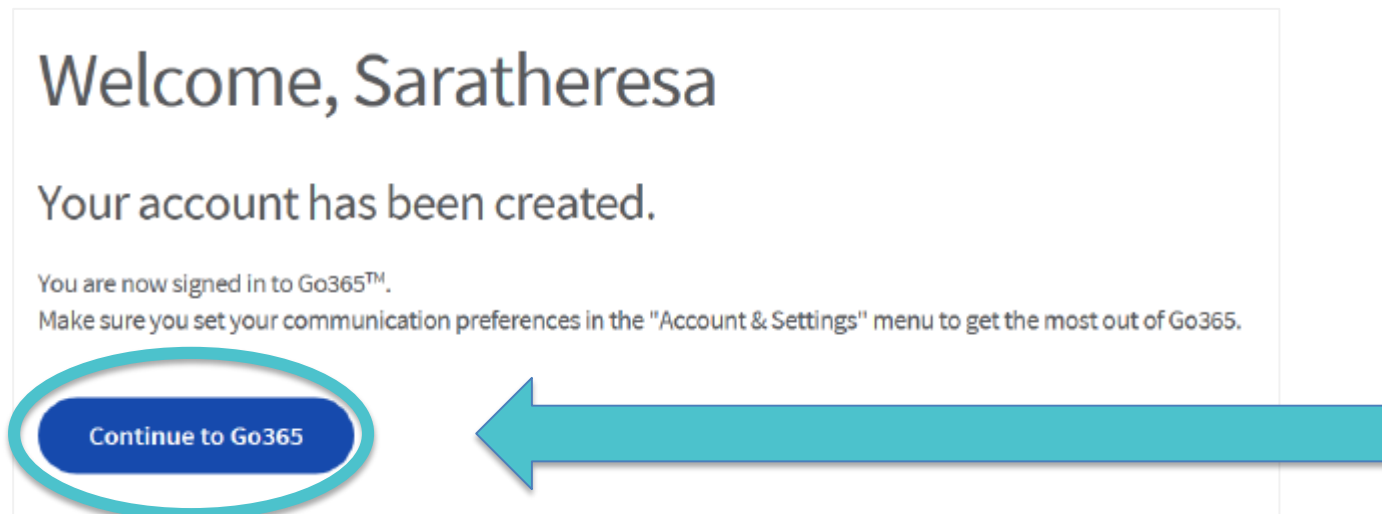 Welcome, Saratheresa
Your account has been created.
You are now signed in to Go365™.
Make sure you set your communication preferences in the "Account & Settings" menu to get the most out of Go365.
Continue to Go365